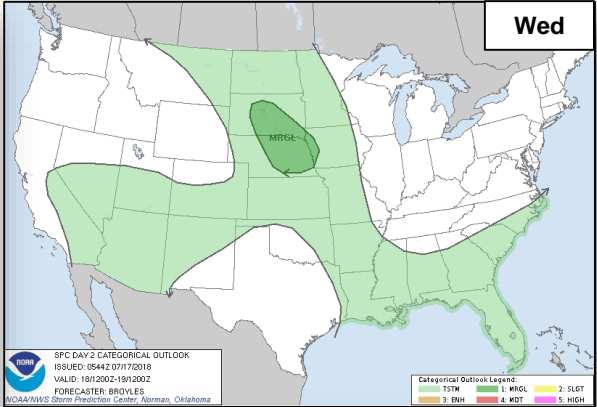 Wed
MRGL
NOAA
SPC DAY 2 CATEGORICAL OUTLOOK
ISSUED: 0544Z 07/17/2018
VALID: 18/1200Z-19/1200Z
FORECASTER: BROYLES
NOAA/NWS Storm Prediction Center, Norman, Oklahoma
Categorical Outlook Legend:
TSTM 1: MRGL 2: SLGT
3: ENH 4: MDT 5: HIGH